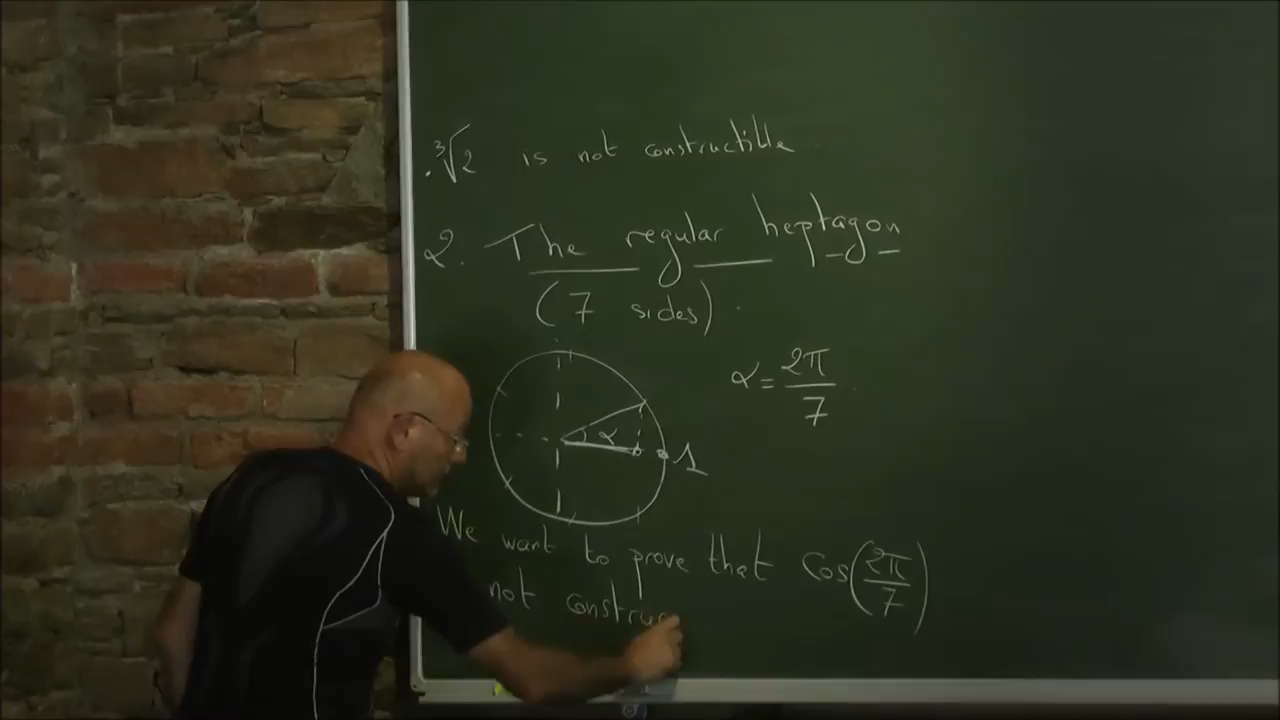 . ∛2 is not constructible
2. The regular heptagon
(7 sides).
α = 2π/7
α
1
We want to prove that cos(2π/7)
not constru